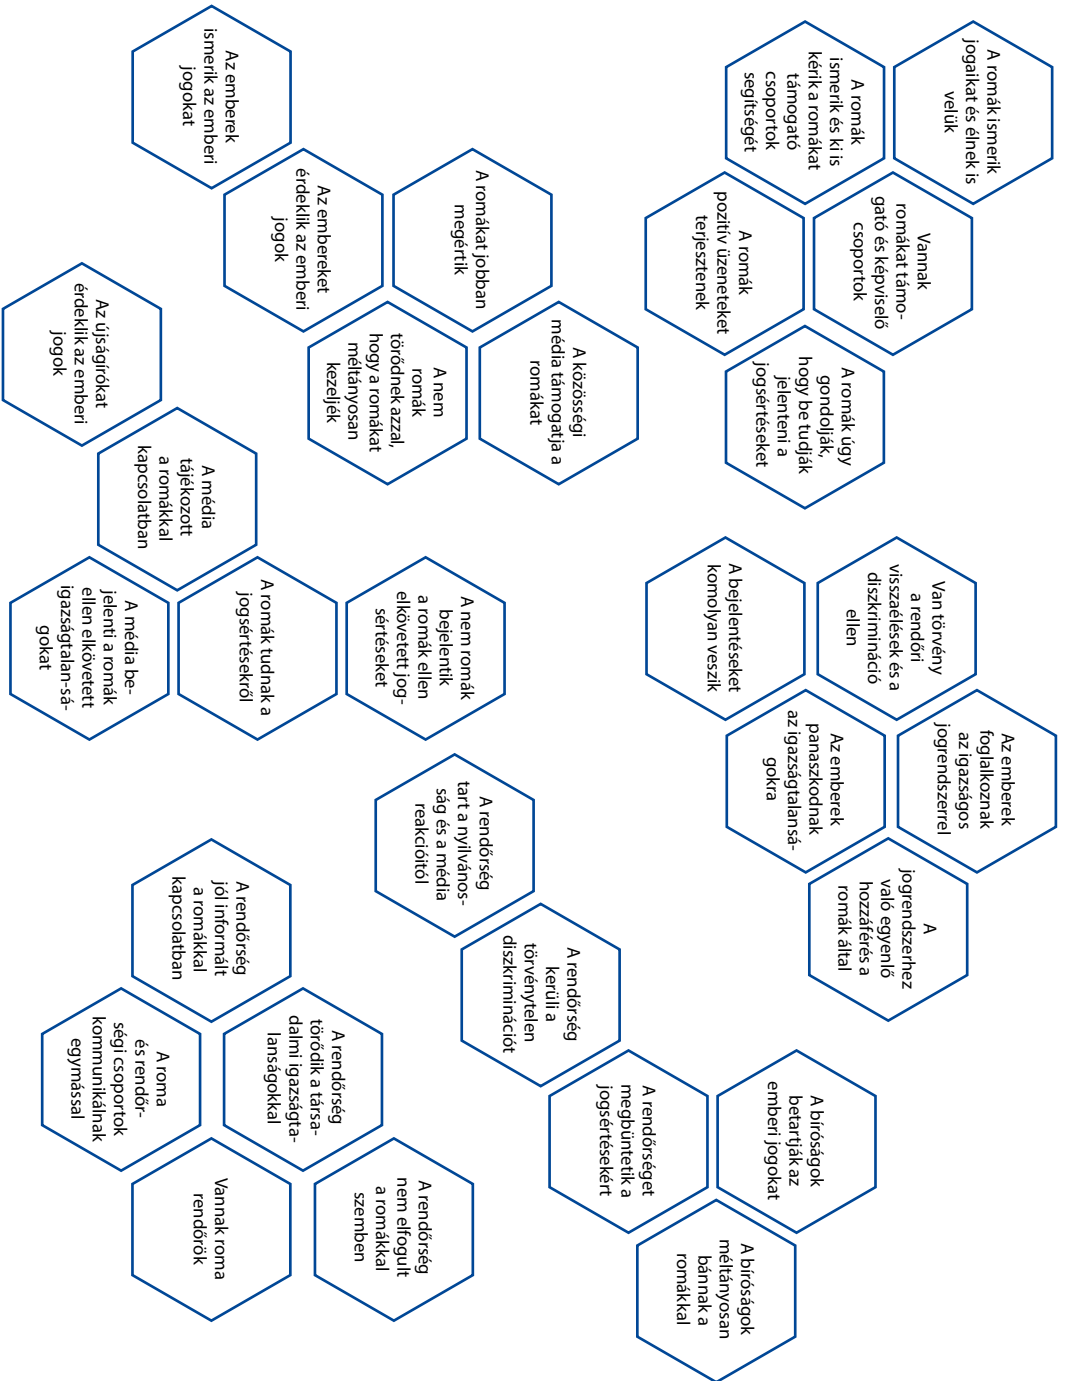 A romák ismerik
jogaikat és élnek is
velük
A romák
ismerik és ki is
kérik a romákat
támogató
csoportok
segítségét
Vannak
romákat támo-
gató és képviselő
csoportok
A romák
pozitív üzeneteket
terjesztenek
A romák úgy
gondolják,
hogy be tudják
jelenteni a
jogsértéseket
Van törvény
a rendőri
visszaélések és a
diszkrimináció
ellen
A bejelentéseket
komolyan veszik
Az emberek
foglalkoznak
az igazságos
jogrendszerrel
Az emberek
panaszkodnak
az igazságtalansá-
gokra
A
jogrendszerhez
való egyenlő
hozzáférés a
romák által
A bíróságok
betartják az
emberi jogokat
A rendőrséget
megbüntetik a
jogsértésekért
A bíróságok
méltányosan
bánnak a
romákkal
Az emberek
ismerik az emberi
jogokat
A romákat jobban
megértik
Az embereket
érdeklik az emberi
jogok
A közösségi
média támogatja a
romákat
A nem
romák
törődnek azzal,
hogy a romákat
méltányosan
kezeljék
A nem romák
bejelentik
a romák ellen
elkövetett jog-
sértéseket
A rendőrség
tart a nyilvános-
ság és a média
reakcióitól
A rendőrség
kerüli a
törvénytelen
diszkriminációt
Az újságírókat
érdeklik az emberi
jogok
A média
tájékozott
a romákkal
kapcsolatban
A romák tudnak a
jogsértésekről
A média be-
jelenti a romák
ellen elkövetett
igazságtalan-sá-
gokat
A rendőrség
jól informált
a romákkal
kapcsolatban
A rendőrség
törődik a társa-
dalmi igazságta-
lanságokkal
A roma
és rendőr-
ségi csoportok
kommunikálnak
egymással
A rendőrség
nem elfogult
a romákkal
szemben
Vannak roma
rendőrök